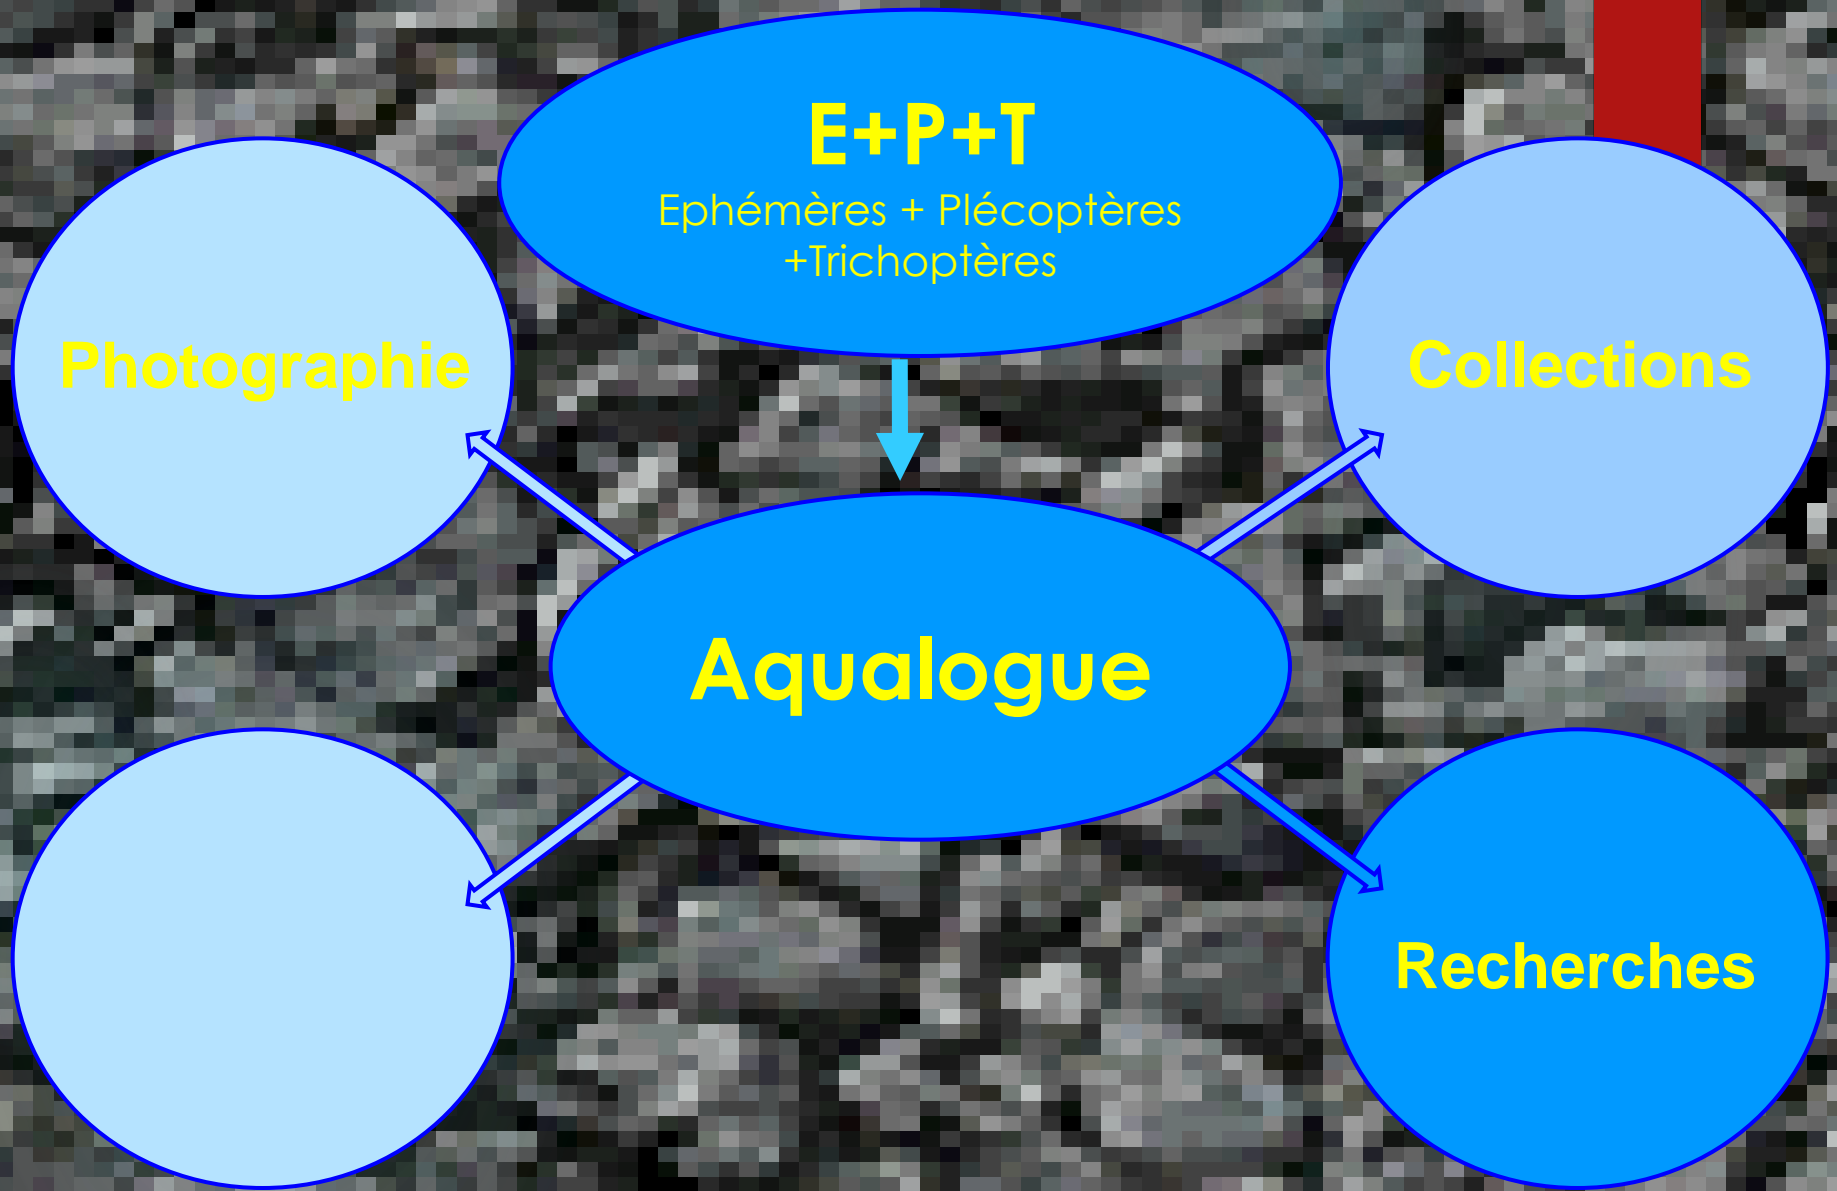 E+P+T
Ephémères + Plécoptères
+Trichoptères
Photographie
Collections
Aqualogue
Recherches